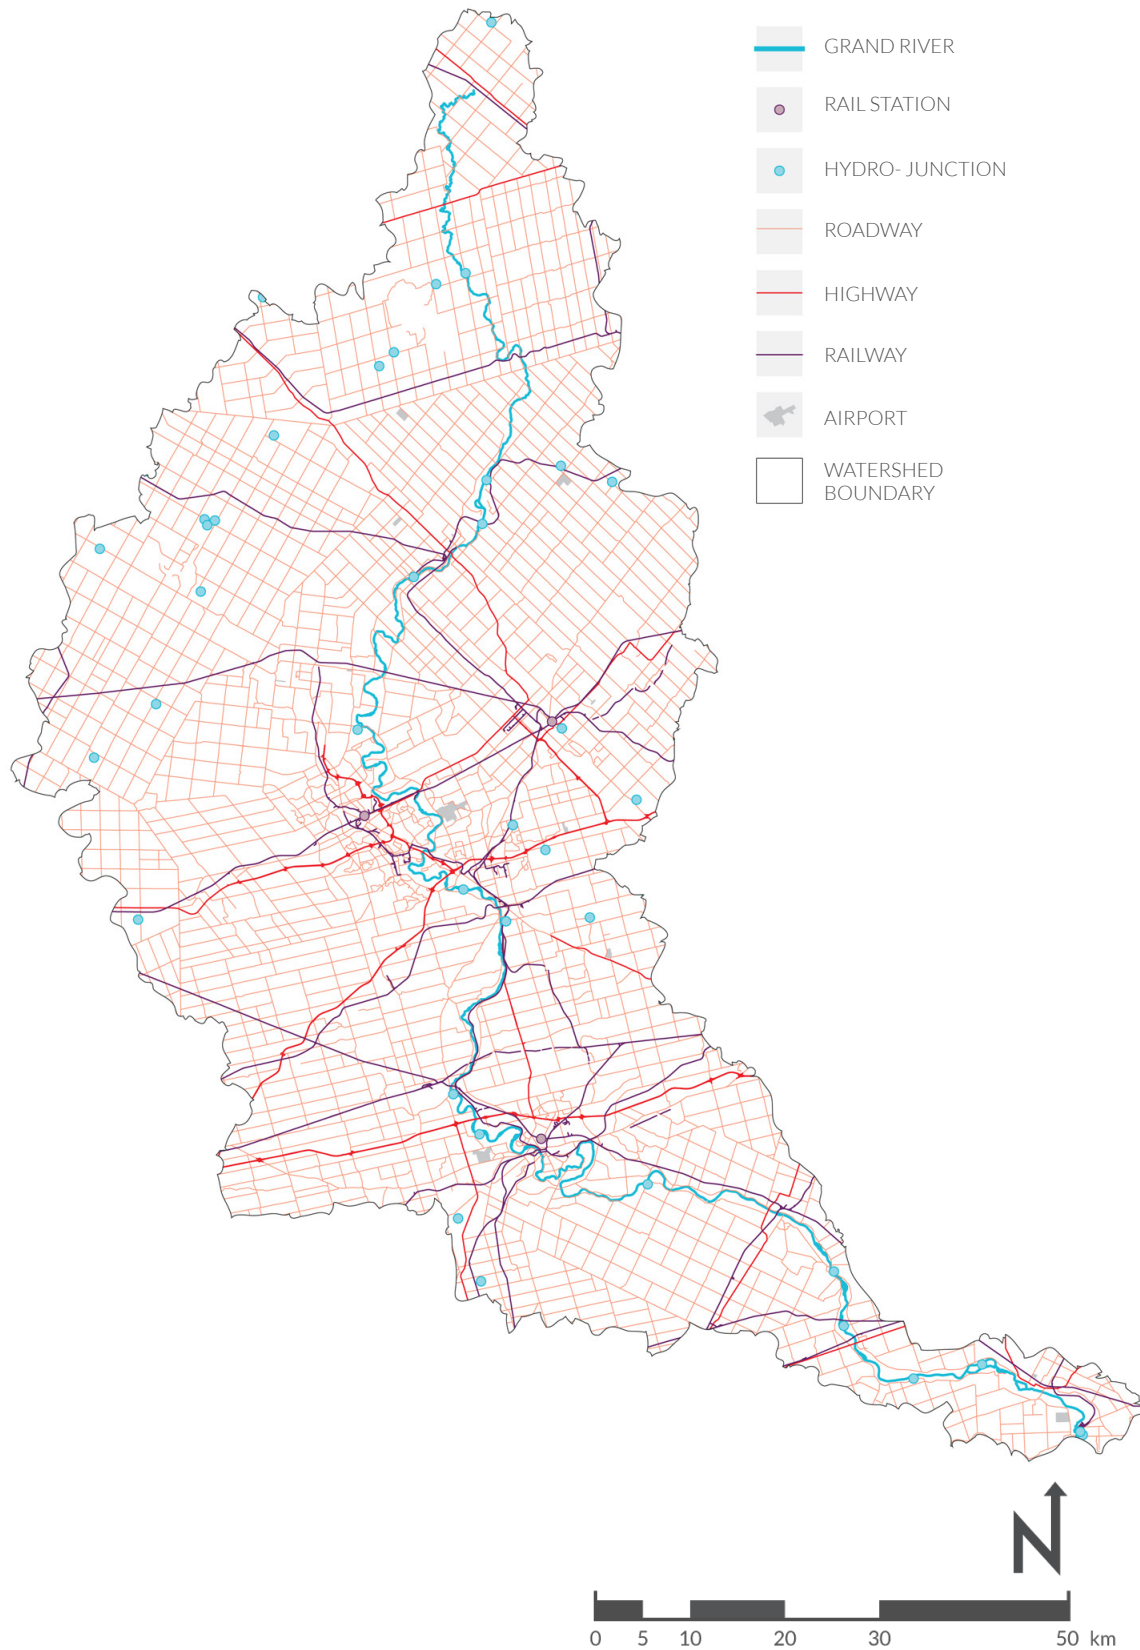 GRAND RIVER
RAIL STATION
HYDRO- JUNCTION
ROADWAY
HIGHWAY
RAILWAY
AIRPORT
WATERSHED
BOUNDARY
N
0 5 10 20 30 50 km